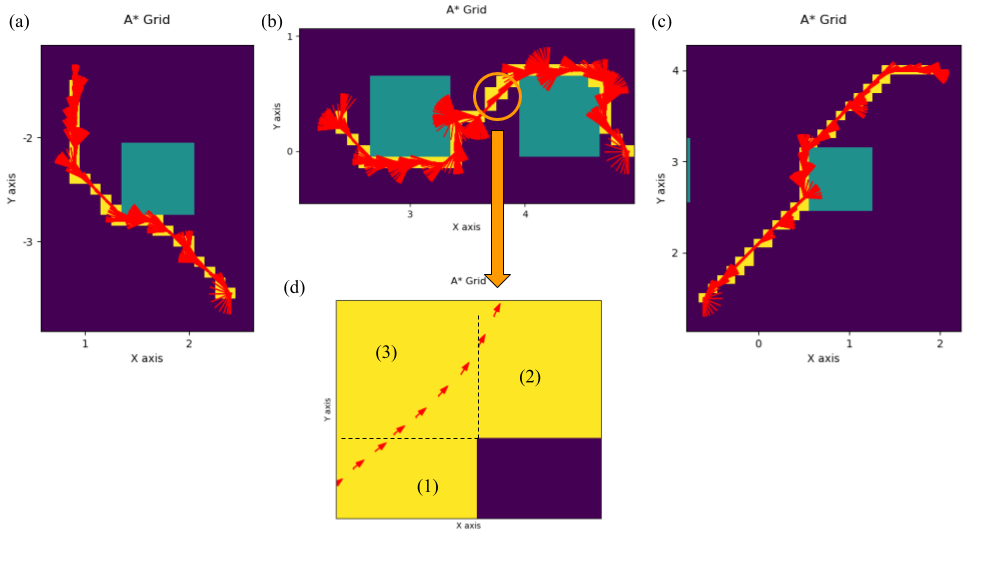 (a)
A* Grid
Y axis
-2
-3
1
2
X axis
(b)
A* Grid
Y axis
1
0
3
4
X axis
(c)
A* Grid
Y axis
4
3
2
0
1
2
X axis
(d)
A* Grid
Y axis
(3)
(2)
(1)
X axis